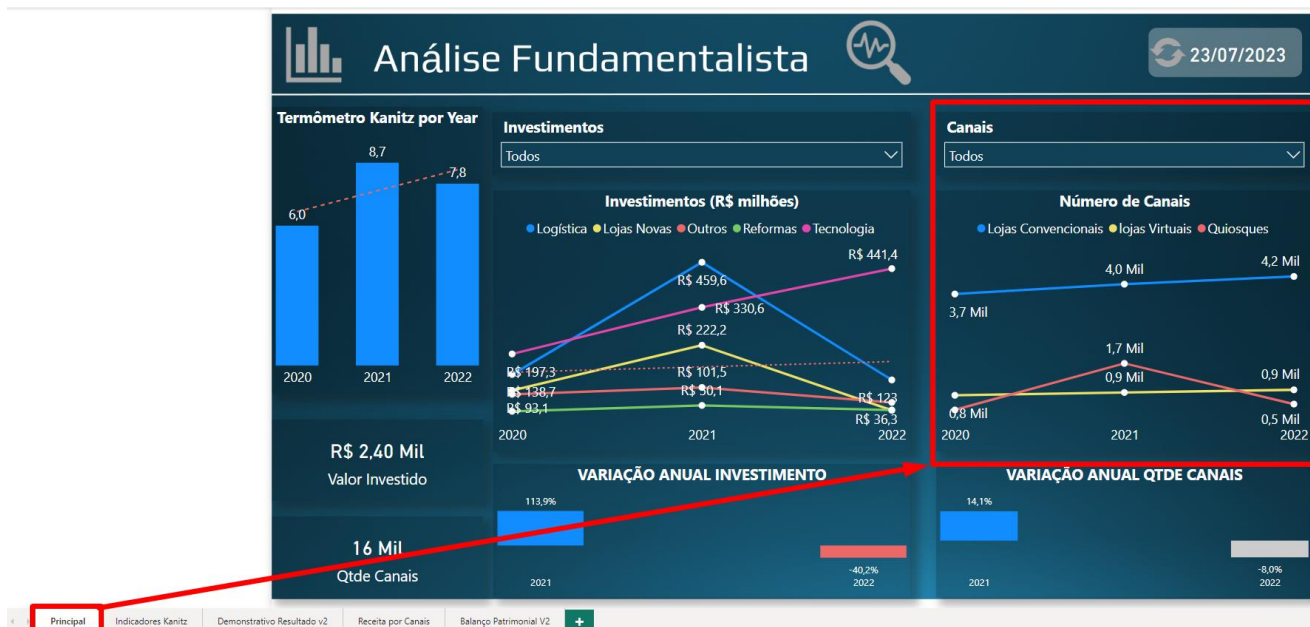 Análise Fundamentalista
23/07/2023
Termômetro Kanitz por Year
8,7
7,8
6,0
2020 2021 2022
R$ 2,40 Mil
Valor Investido
16 Mil
Qtde Canais
Investimentos
Todos
Investimentos (R$ milhões)
Logística Lojas Novas Outros Reformas Tecnologia
R$ 441,4
R$ 459,6
R$ 330,6
R$ 222,2
R$ 197,3 R$ 101,5
R$ 138,7 R$ 50,1 R$ 123
R$ 93,1 R$ 36,3
2020 2021 2022
VARIAÇÃO ANUAL INVESTIMENTO
113,9%
-40,2%
2021 2022
Canais
Todos
Número de Canais
Lojas Convencionais lojas Virtuais Quiosques
4,2 Mil
4,0 Mil
3,7 Mil
1,7 Mil
0,9 Mil 0,9 Mil
0,8 Mil 0,5 Mil
2020 2021 2022
VARIAÇÃO ANUAL QTDE CANAIS
14,1%
-8,0%
2021 2022
Principal Indicadores Kanitz Demonstrativo Resultado v2 Receita por Canais Balanço Patrimonial V2 +